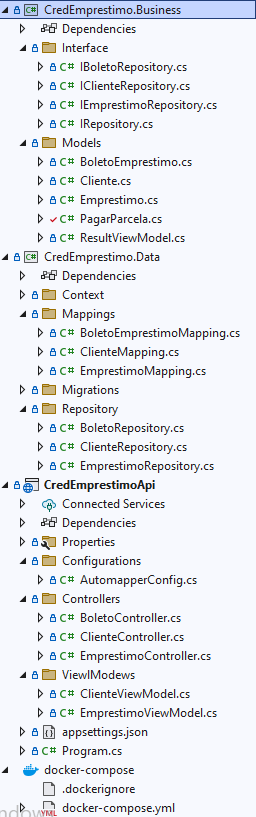 CredEmprestimo.Business
Dependencies
Interface
C# IBoletoRepository.cs
C# IClienteRepository.cs
C# IEmprestimoRepository.cs
C# IRepository.cs
Models
C# BoletoEmprestimo.cs
C# Cliente.cs
C# Emprestimo.cs
C# PagarParcela.cs
C# ResultViewModel.cs
CredEmprestimo.Data
Dependencies
Context
Mappings
C# BoletoEmprestimoMapping.cs
C# ClienteMapping.cs
C# EmprestimoMapping.cs
Migrations
Repository
C# BoletoRepository.cs
C# ClienteRepository.cs
C# EmprestimoRepository.cs
CredEmprestimoApi
Connected Services
Dependencies
Properties
Configurations
C# AutomapperConfig.cs
Controllers
C# BoletoController.cs
C# ClienteController.cs
C# EmprestimoController.cs
ViewlModews
C# ClienteViewModel.cs
C# EmprestimoViewModel.cs
appsettings.json
C# Program.cs
docker-compose
.dockerignore
YML docker-compose.yml